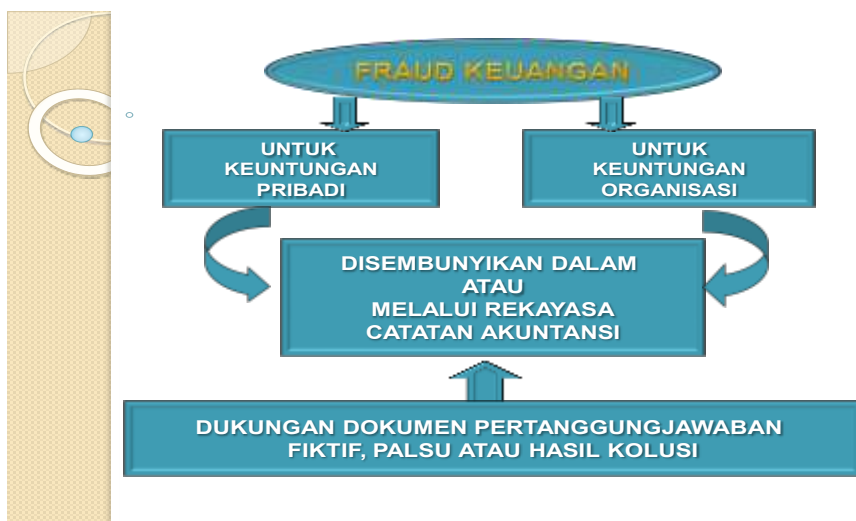 FRAUD KEUANGAN
UNTUK
KEUNTUNGAN
PRIBADI
UNTUK
KEUNTUNGAN
ORGANISASI
DISEMBUNYIKAN DALAM
ATAU
MELALUI REKAYASA
CATATAN AKUNTANSI
DUKUNGAN DOKUMEN PERTANGGUNGJAWABAN
FIKTIF, PALSU ATAU HASIL KOLUSI